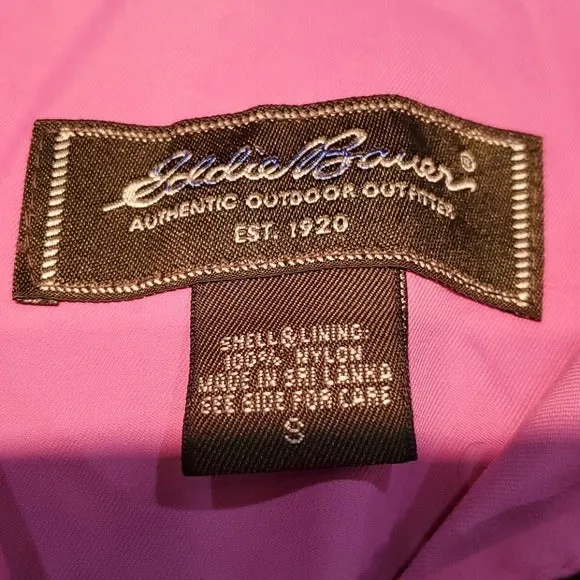 Eddie Bauer®
AUTHENTIC OUTDOOR OUTFITTER
EST. 1920
SHELL & LINING:
100% NYLON
MADE IN SRI LANKA
SEE SIDE FOR CARE
S